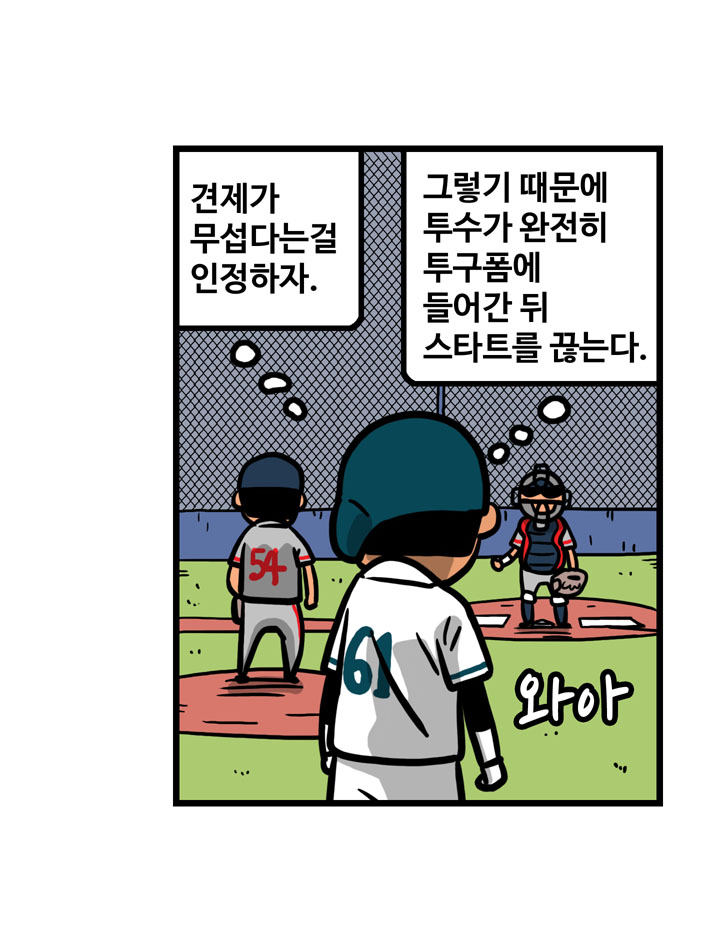 견제가
무섭다는걸
인정하자.
그렇기 때문에
투수가 완전히
투구폼에
들어간 뒤
스타트를 끊는다.
54
61
와아